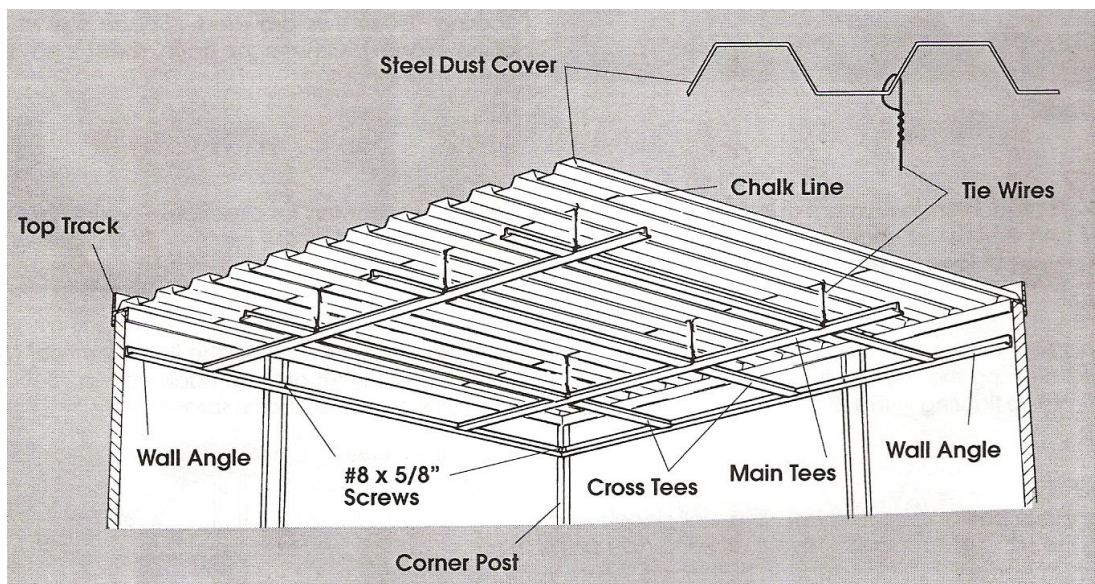 Steel Dust Cover
Chalk Line
Tie Wires
Top Track
Wall Angle
#8 x 5/8”
Screws
Cross Tees
Main Tees
Wall Angle
Corner Post